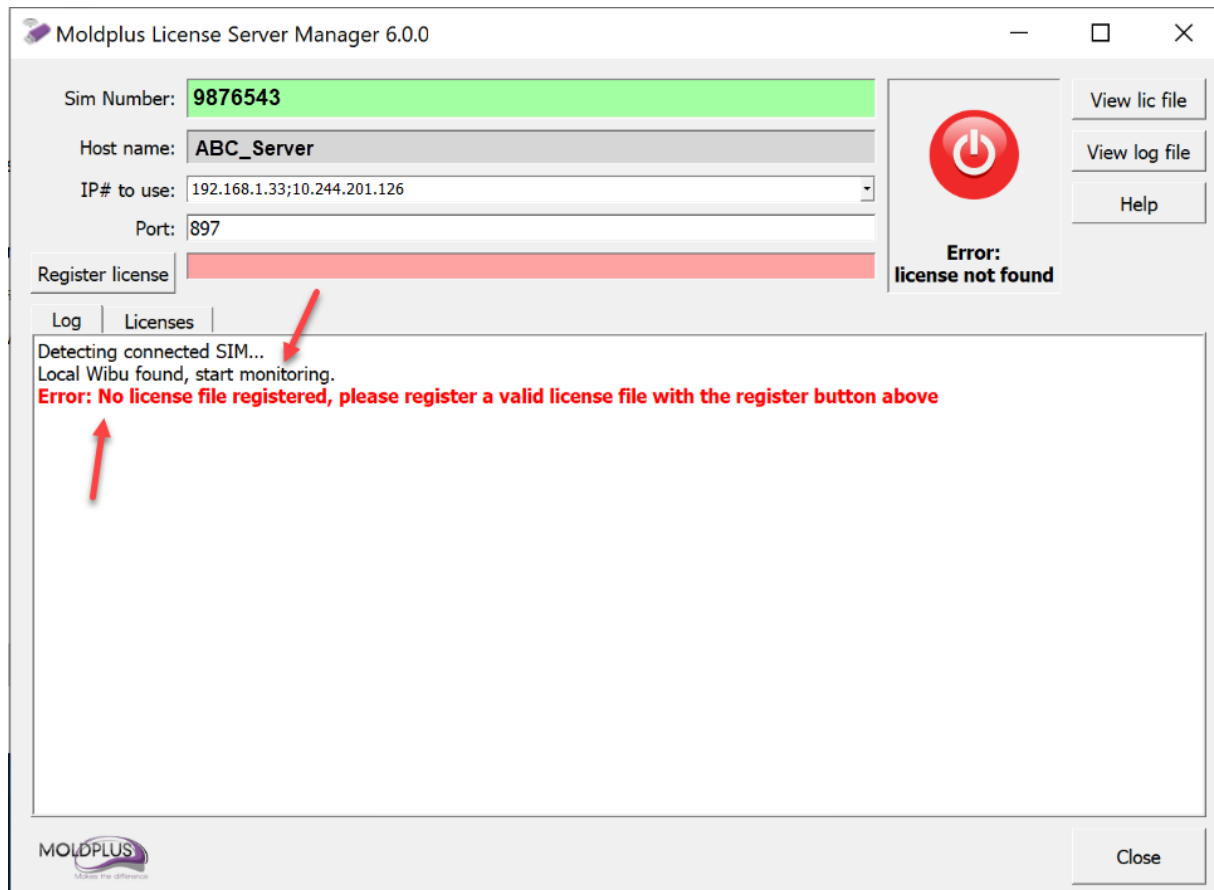 Moldplus License Server Manager 6.0.0
Sim Number: 9876543
Host name: ABC_Server
IP# to use: 192.168.1.33;10.244.201.126
Port: 897
Register license
Error:
license not found
View lic file
View log file
Help
Log Licenses
Detecting connected SIM...
Local Wibu found, start monitoring.
Error: No license file registered, please register a valid license file with the register button above
MOLDPLUS
Makes the difference
Close